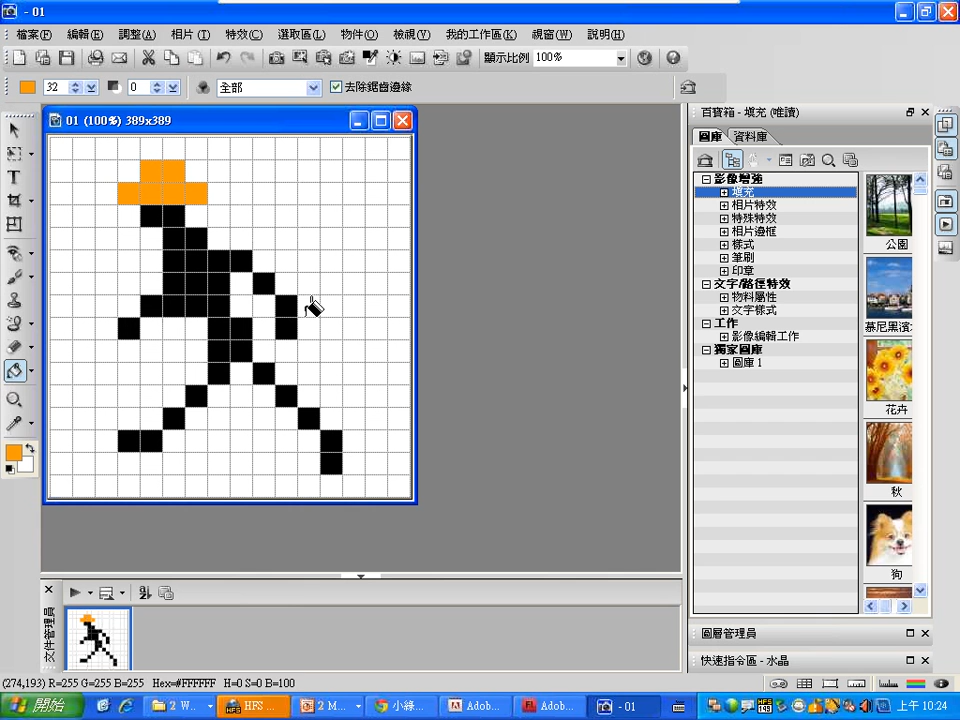 - 01
檔案(F) 編輯(E) 調整(A) 相片 (T) 特效(C) 選取區(L) 物件(O) 檢視(V) 我的工作區(K) 視窗(W) 說明(H)
顯示比例 100%
32 0 全部 去除鋸齒邊緣
01 (100%) 389x389
百寶箱 - 填充 (唯讀)
圖庫 資料庫
影像增強
填充
相片特效
特殊特效
相片邊框
樣式
筆刷
印章
文字/路徑特效
物料屬性
文字樣式
工作
影像編輯工作
獨家圖庫
圖庫 1
公園
慕尼黑濱
花卉
秋
狗
文件管理員
圖層管理員
快速指令區 - 水晶
(274,193) R=255 G=255 B=255 Hex=#FFFFFF H=0 S=0 B=100
開始 2 W... HFS ... 2 M... 小綠... Adob... Adob... - 01 上午 10:24